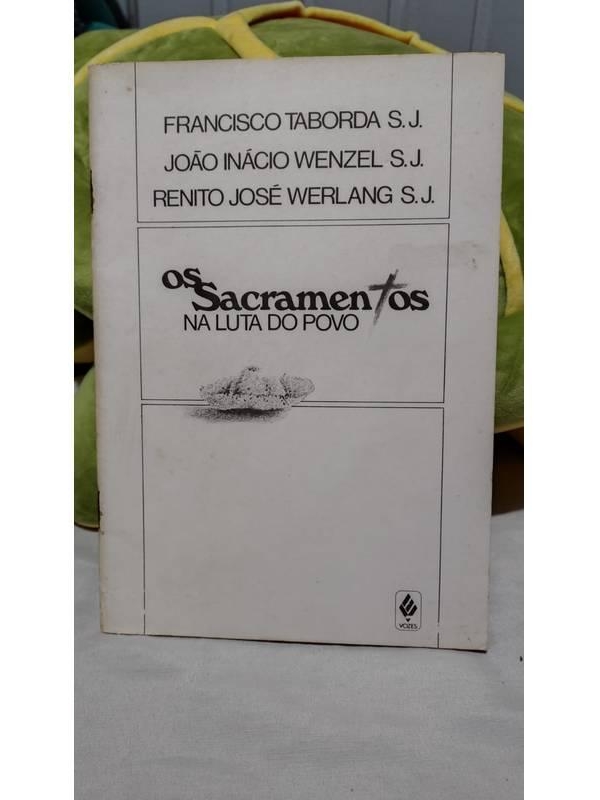 FRANCISCO TABORDA S.J.
JOÃO INÁCIO WENZEL S.J.
RENITO JOSÉ WERLANG S.J.
os Sacramentos
NA LUTA DO POVO
VOZES